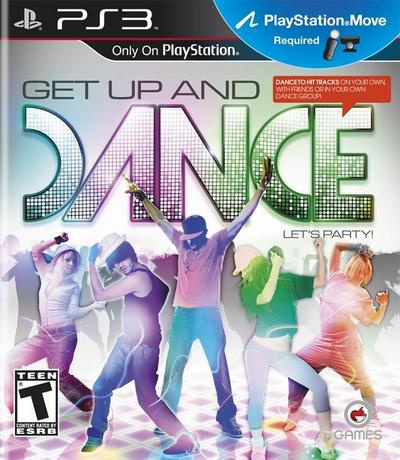 PS3
PlayStation®Move
Required
Only On PlayStation®
GET UP AND
DANCE TO HIT TRACKS ON YOUR OWN,
WITH FRIENDS OR IN YOUR OWN
DANCE GROUP!
DANCE
LET'S PARTY!
TEEN
T
CONTENT RATED BY
ESRB
GAMES